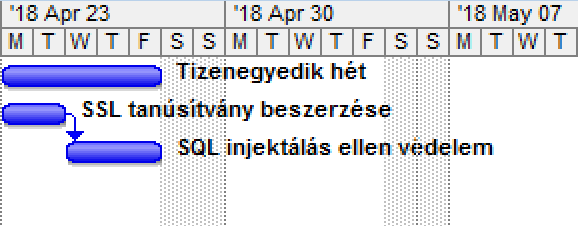 '18 Apr 23 '18 Apr 30 '18 May 07
M T W T F S S M T W T F S S M T W T
Tizenegyedik hét
SSL tanúsítvány beszerzése
SQL injektálás ellen védelem